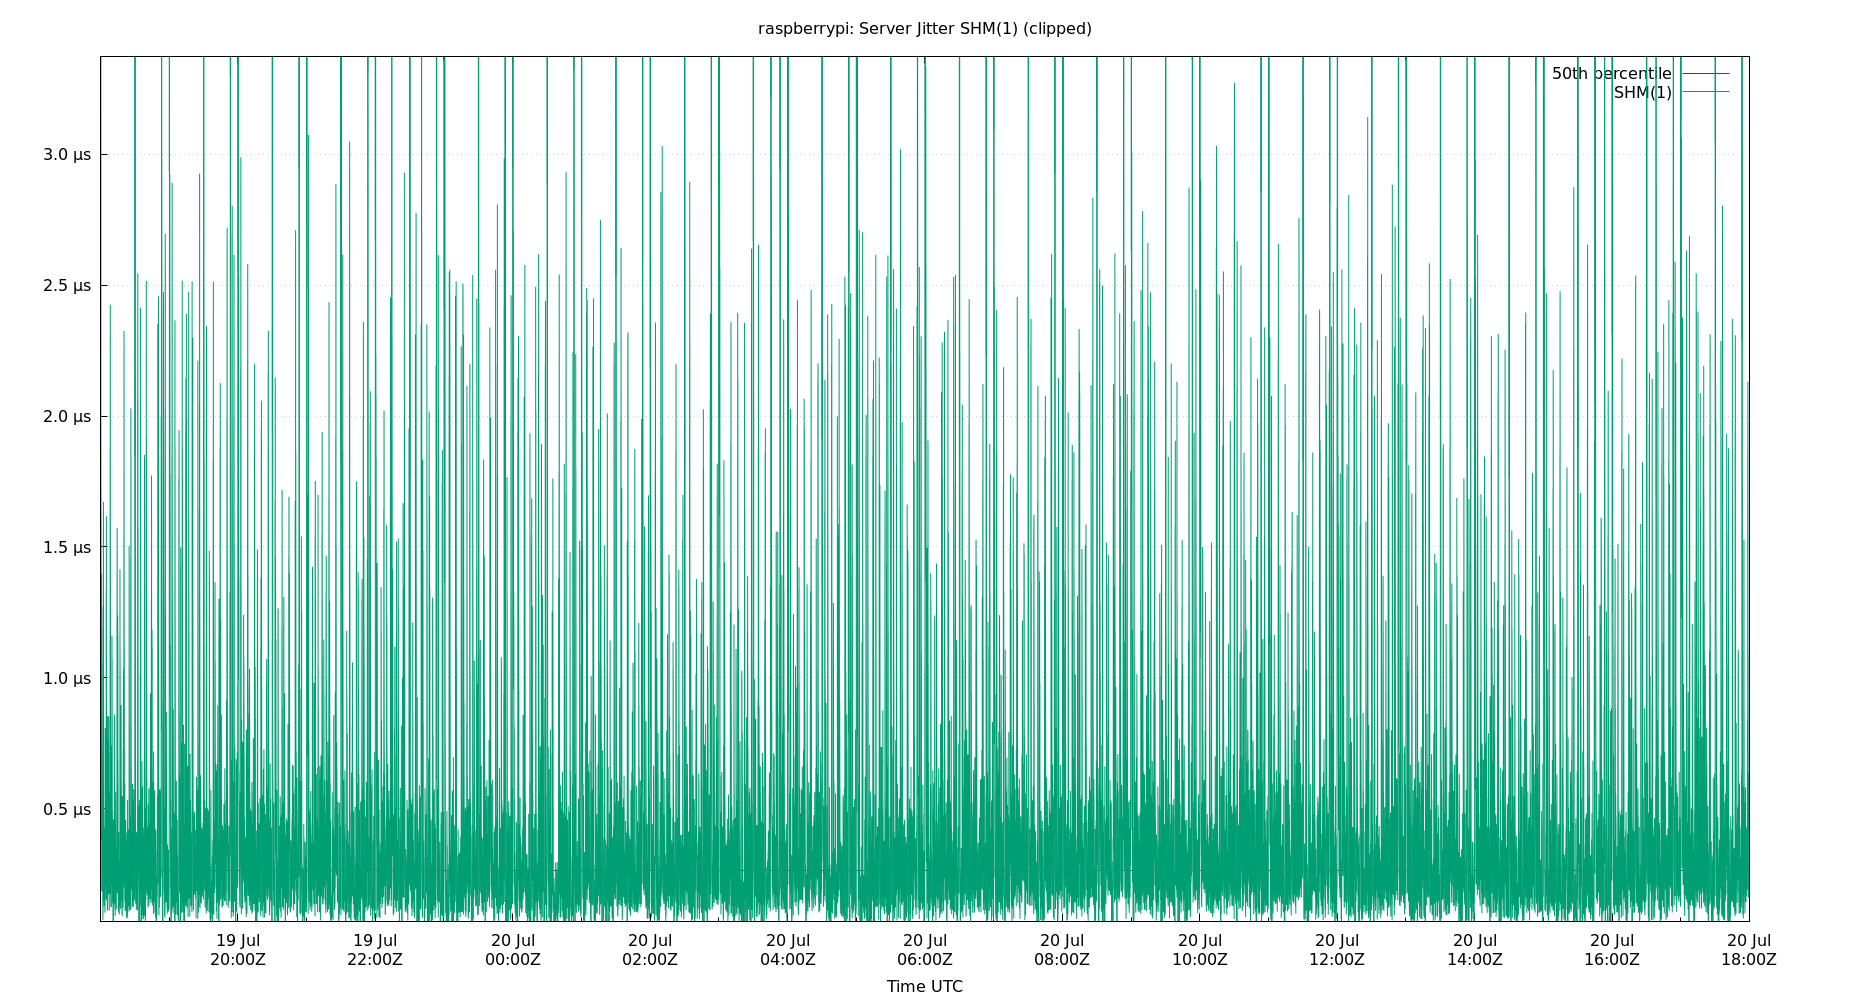 raspberrypi: Server Jitter SHM(1) (clipped)
50th percentile
SHM(1)
3.0 µs
2.5 µs
2.0 µs
1.5 µs
1.0 µs
0.5 µs
19 Jul 19 Jul 20 Jul 20 Jul 20 Jul 20 Jul 20 Jul 20 Jul 20 Jul 20 Jul 20 Jul 20 Jul
20:00Z 22:00Z 00:00Z 02:00Z 04:00Z 06:00Z 08:00Z 10:00Z 12:00Z 14:00Z 16:00Z 18:00Z
Time UTC